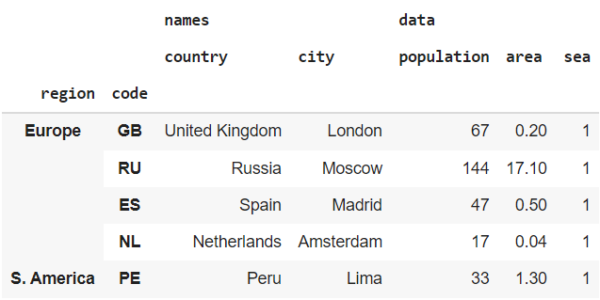 names data
country city population area sea
region code
Europe GB United Kingdom London 67 0.20 1
RU Russia Moscow 144 17.10 1
ES Spain Madrid 47 0.50 1
NL Netherlands Amsterdam 17 0.04 1
S. America PE Peru Lima 33 1.30 1